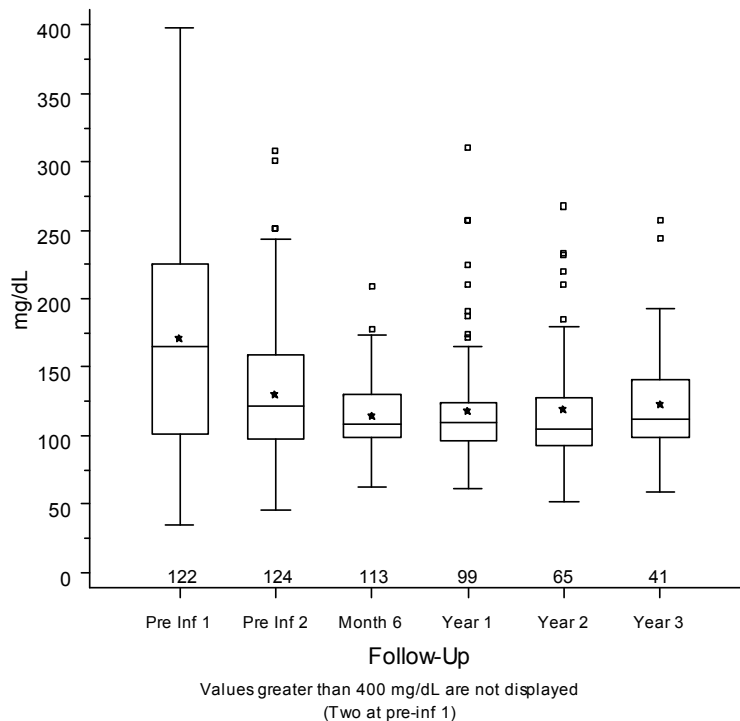 400
350
300
250
200
150
100
50
0
mg/dL
122 124 113 99 65 41
Pre Inf 1 Pre Inf 2 Month 6 Year 1 Year 2 Year 3
Follow-Up
Values greater than 400 mg/dL are not displayed
(Two at pre-inf 1)